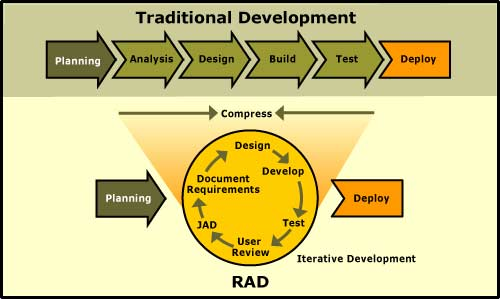 Traditional Development
Planning
Analysis
Design
Build
Test
Deploy
Compress
Design
Develop
Test
User
Review
JAD
Document
Requirements
Planning
Deploy
Iterative Development
RAD